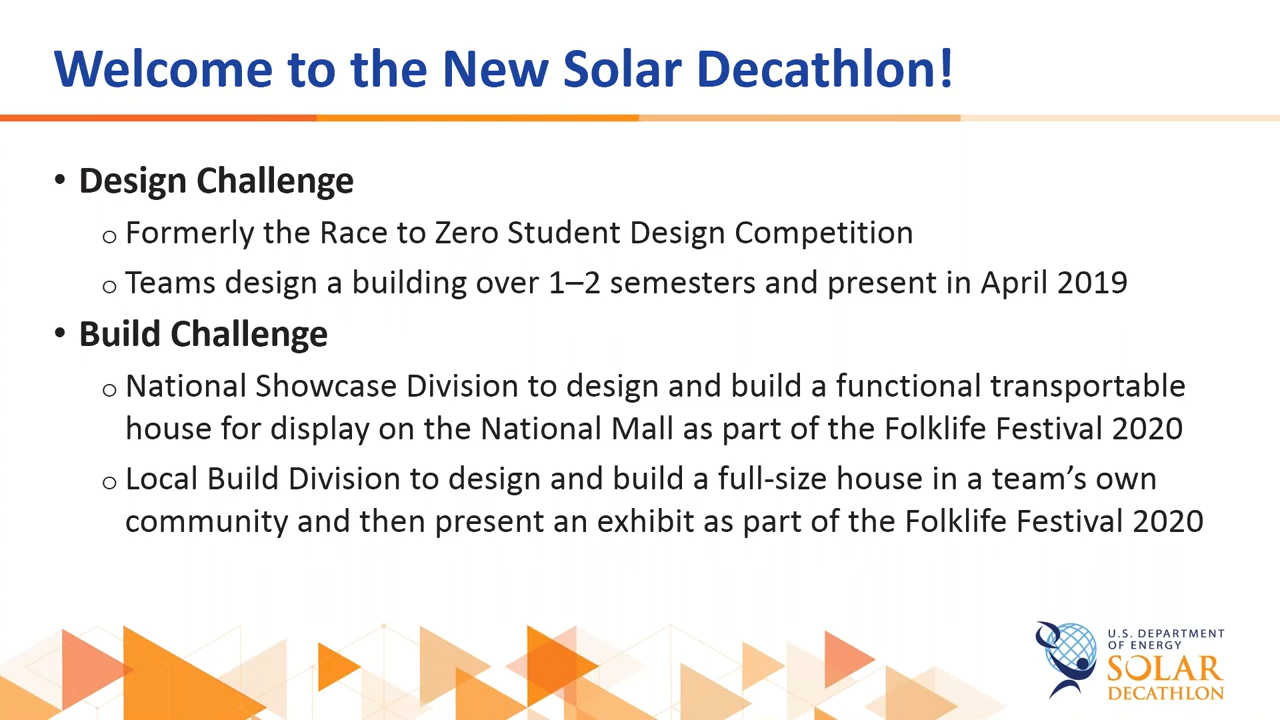 Welcome to the New Solar Decathlon!
• Design Challenge
o Formerly the Race to Zero Student Design Competition
o Teams design a building over 1–2 semesters and present in April 2019
• Build Challenge
o National Showcase Division to design and build a functional transportable
house for display on the National Mall as part of the Folklife Festival 2020
o Local Build Division to design and build a full-size house in a team’s own
community and then present an exhibit as part of the Folklife Festival 2020
U.S. DEPARTMENT
OF ENERGY
SOLAR
DECATHLON